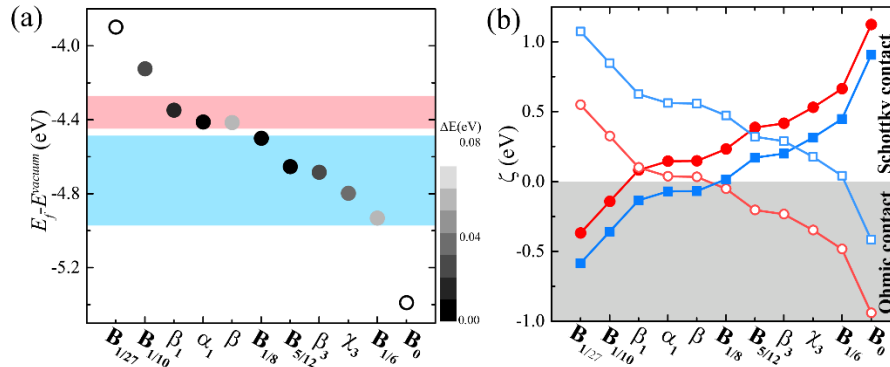 (a)
-4.0
-4.4
-4.8
-5.2
E_f-E^vacuum (eV)
ΔE(eV)
0.08
0.04
0.00
B_1/27 B_1/10 β_1 α_1 β B_1/8 B_5/12 β_3 χ_3 B_1/6 B_0
(b)
1.0
0.5
0.0
-0.5
-1.0
ζ (eV)
Schottky contact
Ohmic contact
B_1/27 B_1/10 β_1 α_1 β B_1/8 B_5/12 β_3 χ_3 B_1/6 B_0